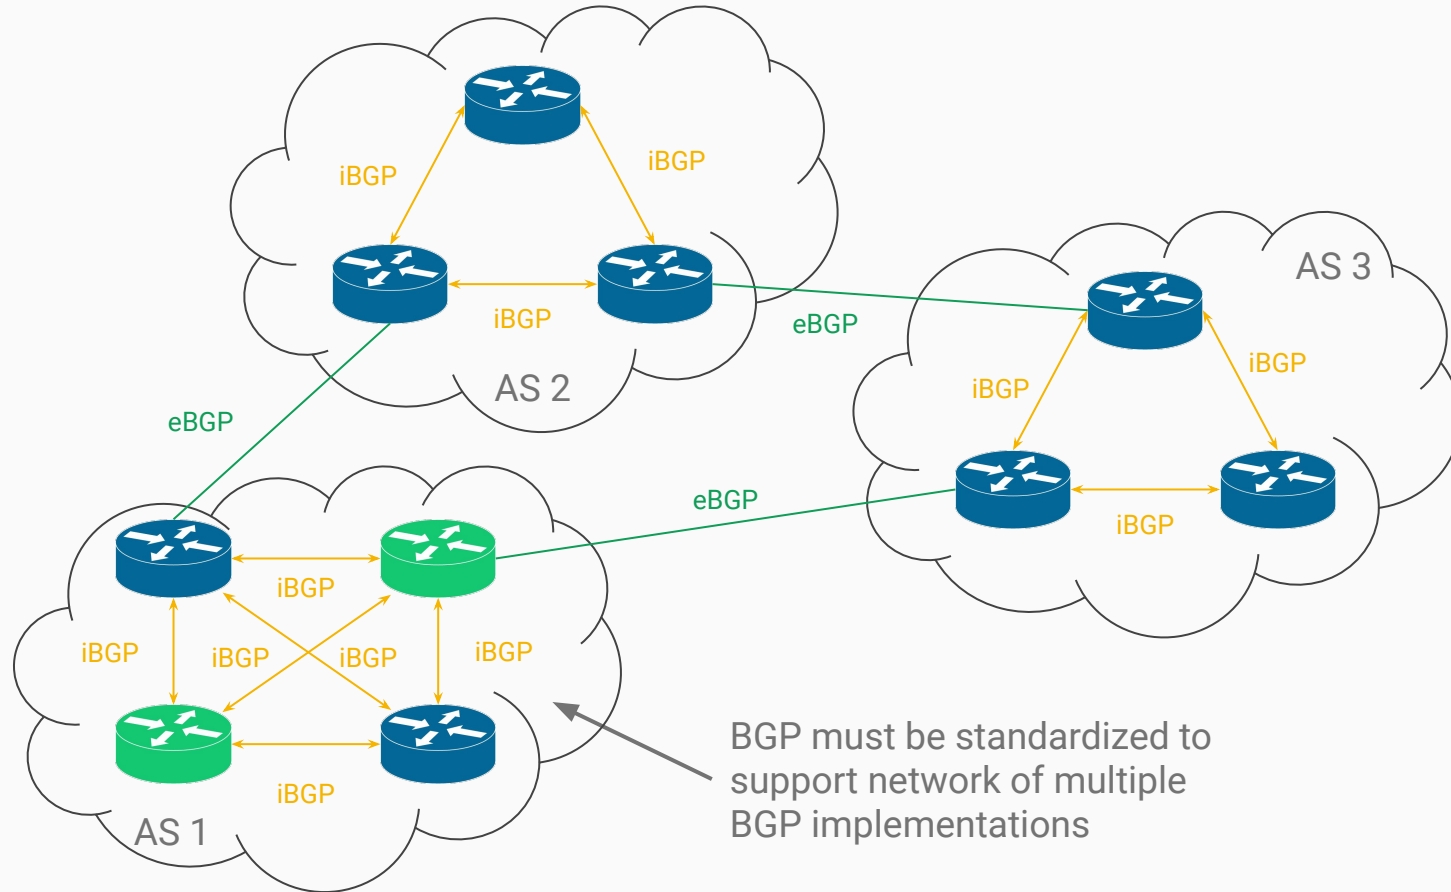 iBGP
iBGP
iBGP
AS 2
eBGP
eBGP
AS 3
iBGP
iBGP
iBGP
eBGP
iBGP
iBGP
iBGP
iBGP
iBGP
iBGP
AS 1
BGP must be standardized to
support network of multiple
BGP implementations